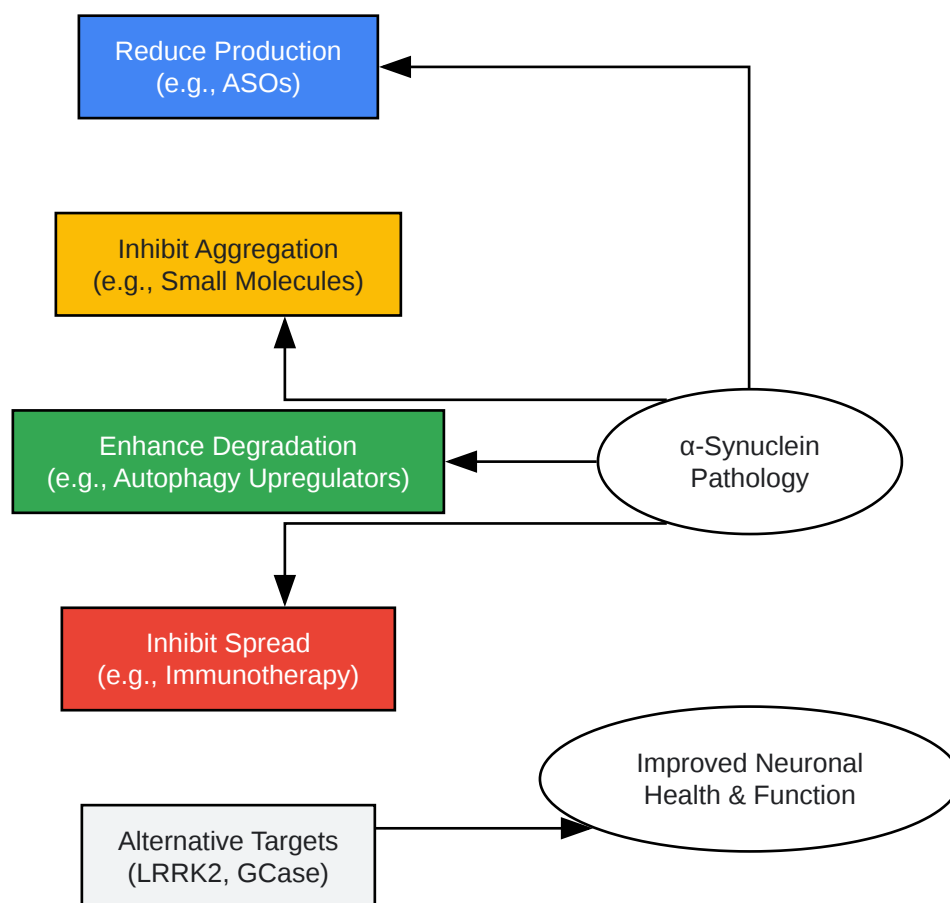 Reduce Production
(e.g., ASOs)
Inhibit Aggregation
(e.g., Small Molecules)
Enhance Degradation
(e.g., Autophagy Upregulators)
α-Synuclein
Pathology
Inhibit Spread
(e.g., Immunotherapy)
Improved Neuronal
Health & Function
Alternative Targets
(LRRK2, GCase)